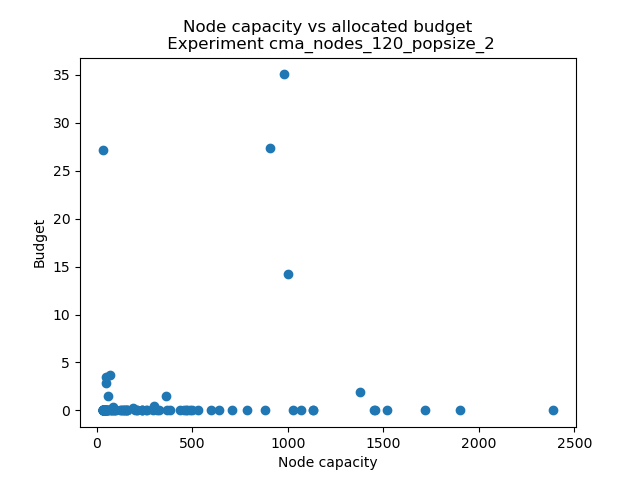 Node capacity vs allocated budget
Experiment cma_nodes_120_popsize_2
35
30
25
20
15
10
5
0
Budget
0 500 1000 1500 2000 2500
Node capacity